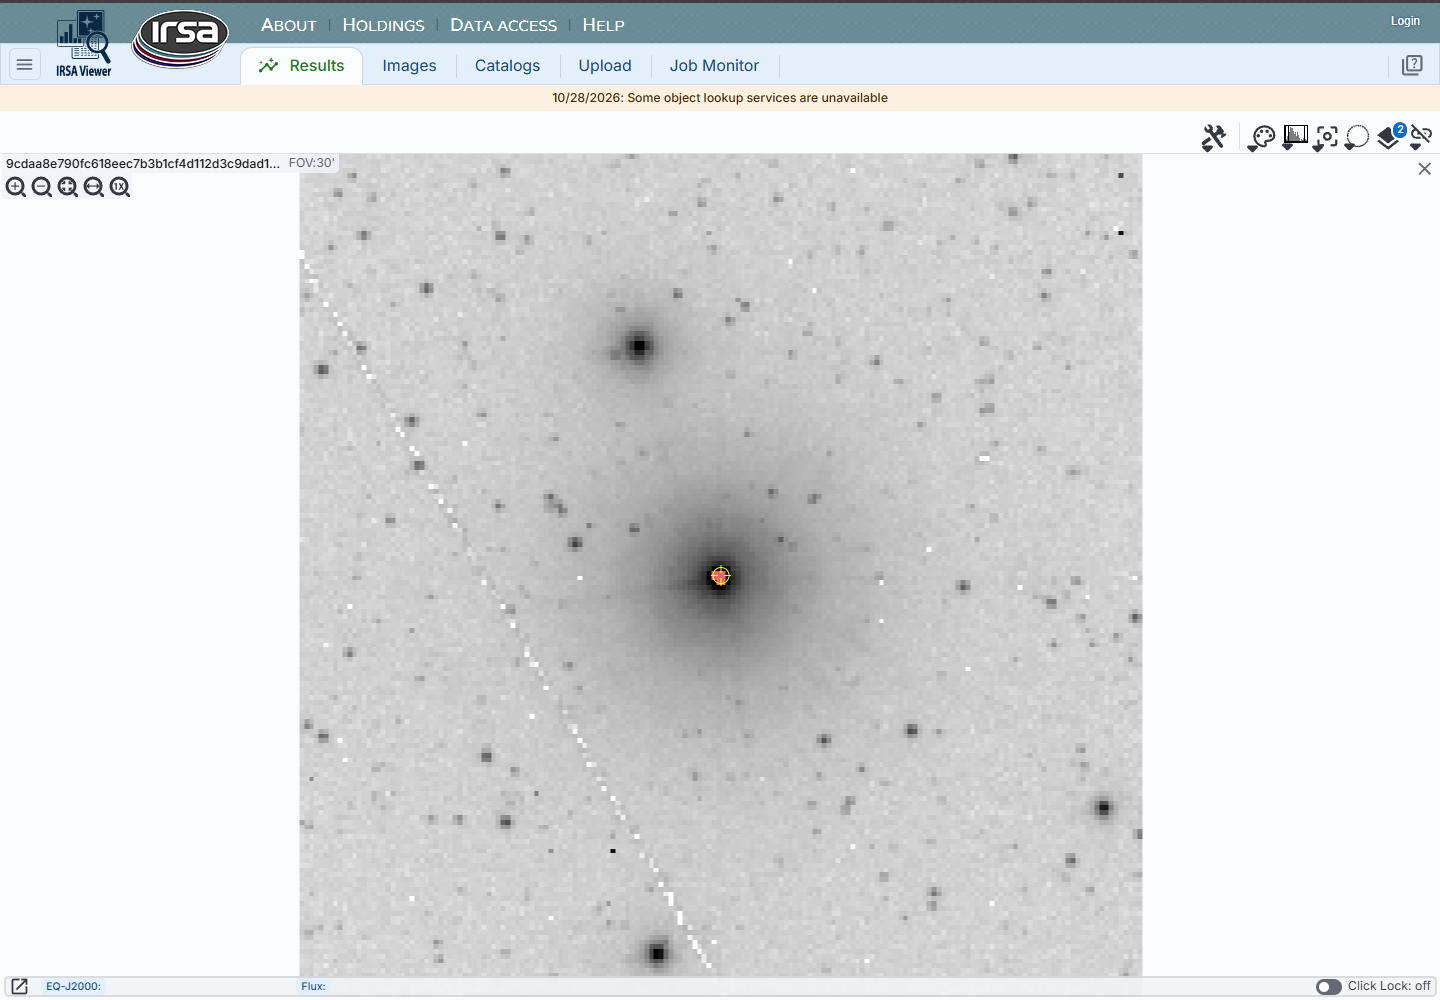 ABOUT HOLDINGS DATA ACCESS HELP
Login
IRSA Viewer
irsa
Results Images Catalogs Upload Job Monitor
10/28/2026: Some object lookup services are unavailable
2
9cdaa8e790fc618eec7b3b1cf4d112d3c9dad1... FOV:30'
1X
EQ-J2000: Flux: Click Lock: off